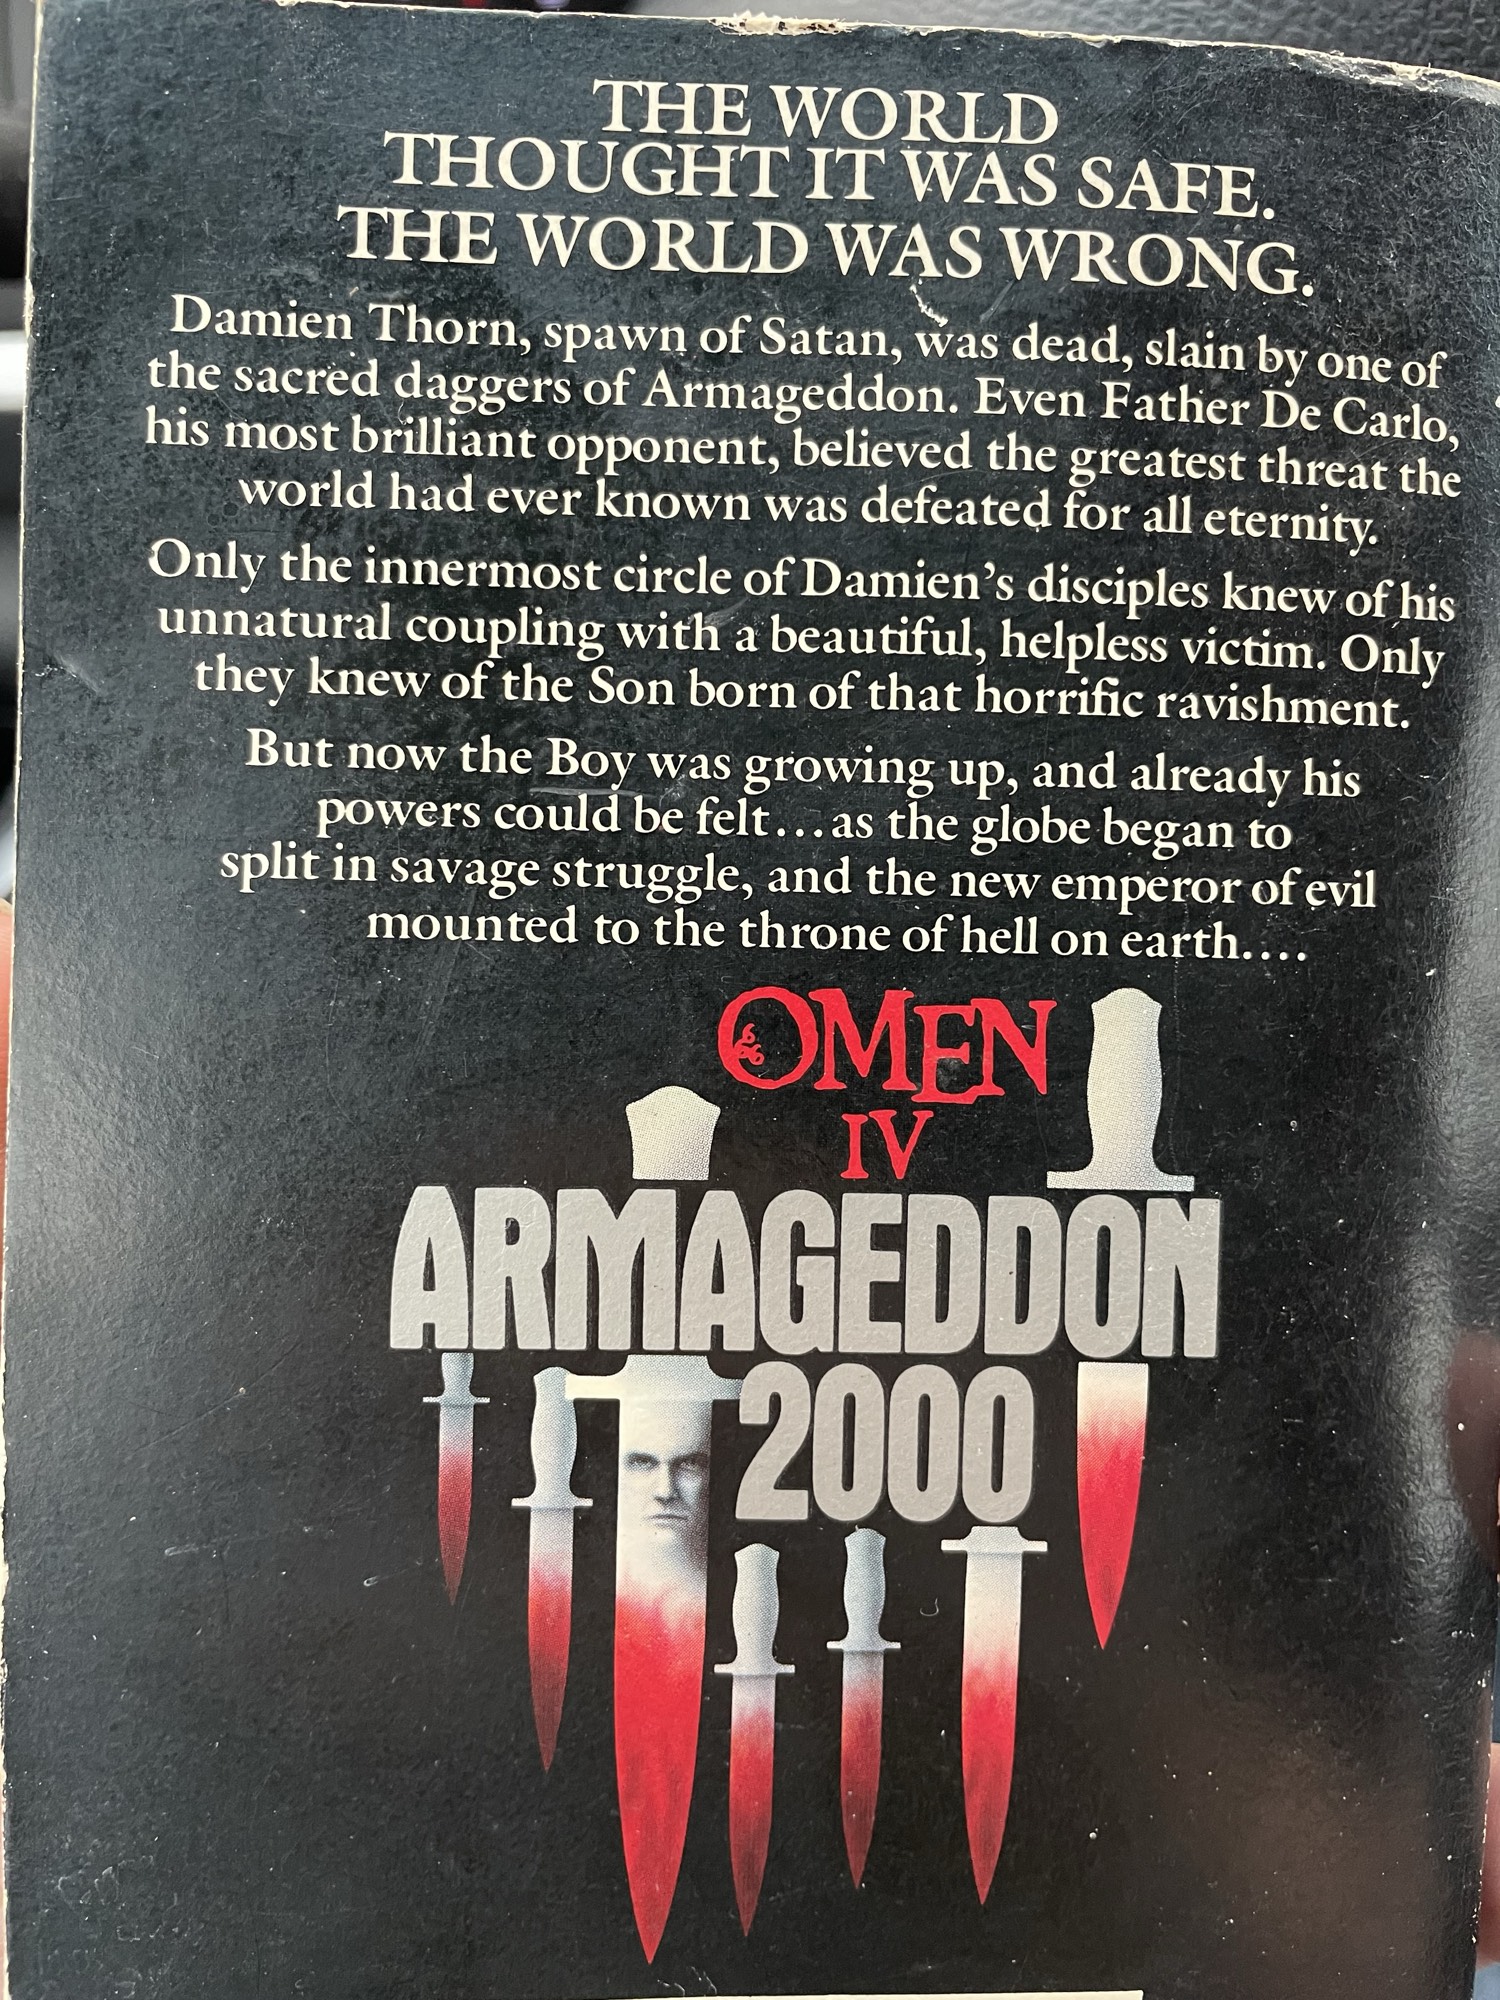 THE WORLD
THOUGHT IT WAS SAFE.
THE WORLD WAS WRONG.
Damien Thorn, spawn of Satan, was dead, slain by one of
the sacred daggers of Armageddon. Even Father De Carlo,
his most brilliant opponent, believed the greatest threat the
world had ever known was defeated for all eternity.
Only the innermost circle of Damien's disciples knew of his
unnatural coupling with a beautiful, helpless victim. Only
they knew of the Son born of that horrific ravishment.
But now the Boy was growing up, and already his
powers could be felt...as the globe began to
split in savage struggle, and the new emperor of evil
mounted to the throne of hell on earth....
OMEN
666
IV
ARMAGEDDON
2000